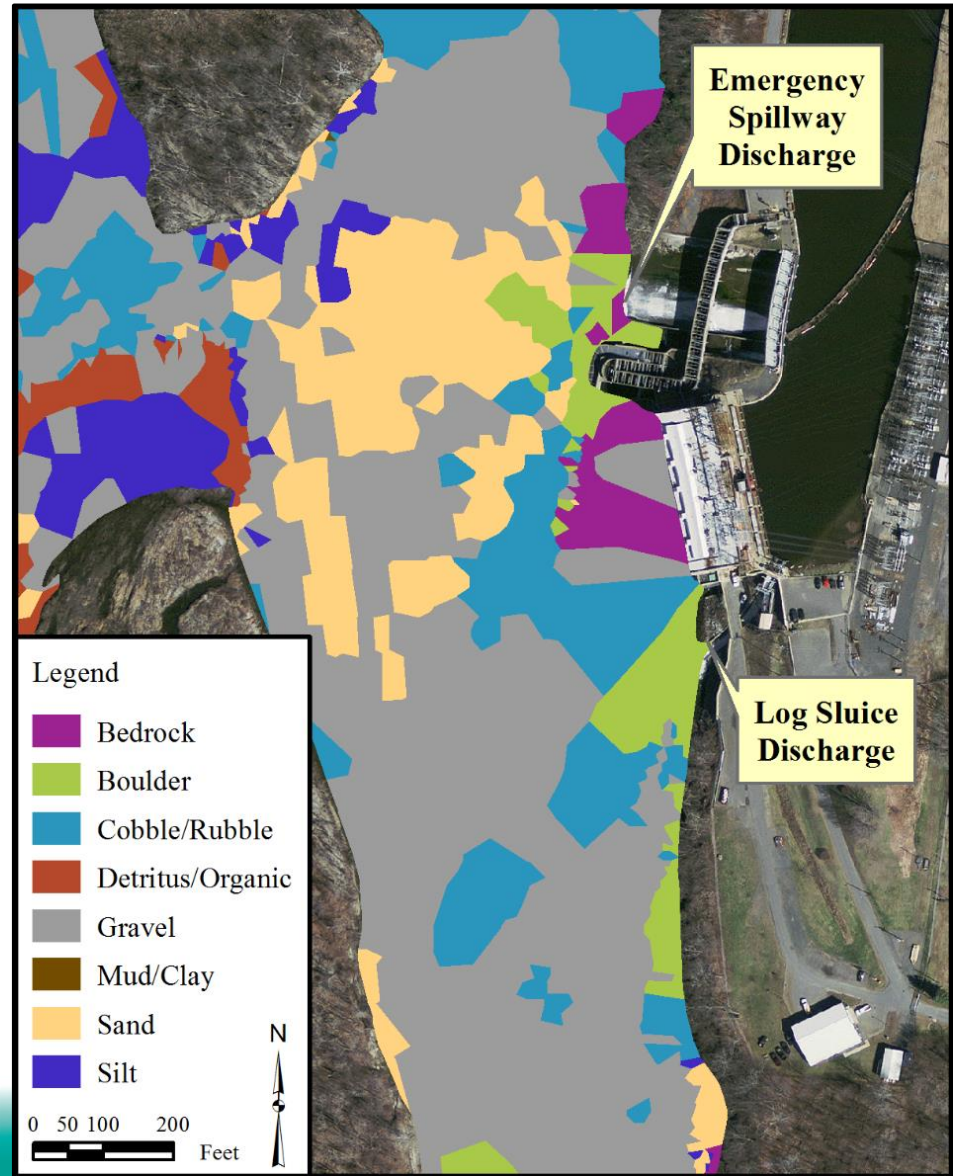 Emergency
Spillway
Discharge
Log Sluice
Discharge
Legend
Bedrock
Boulder
Cobble/Rubble
Detritus/Organic
Gravel
Mud/Clay
Sand
Silt
N
0 50 100 200
Feet